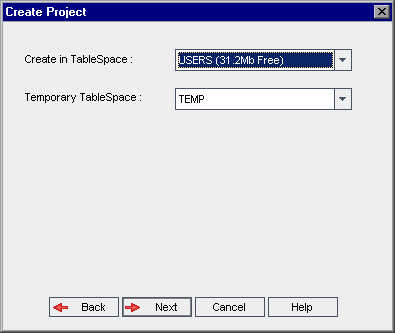 Create Project
Create in TableSpace : USERS (31.2Mb Free)
Temporary TableSpace : TEMP
Back Next Cancel Help